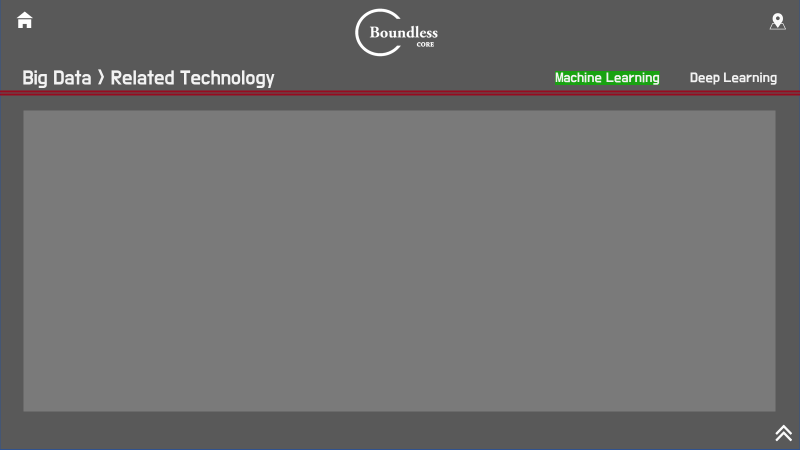 Boundless
CORE
Big Data > Related Technology
Machine Learning
Deep Learning